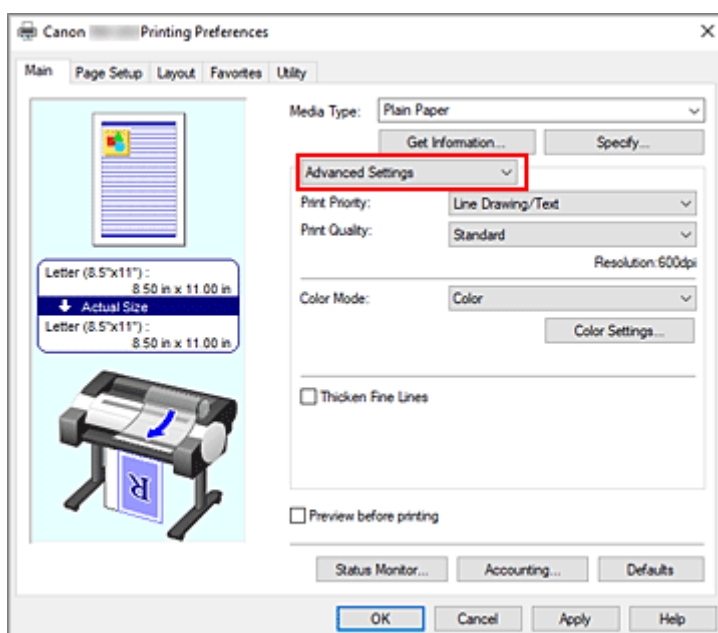 Canon Printing Preferences
Main Page Setup Layout Favorites Utility
Media Type: Plain Paper
Get Information... Specify...
Advanced Settings
Print Priority: Line Drawing/Text
Print Quality: Standard
Resolution:600dpi
Letter (8.5"x11") :
8.50 in x 11.00 in
Actual Size
Letter (8.5"x11") :
8.50 in x 11.00 in
Color Mode: Color
Color Settings...
Thicken Fine Lines
R
Preview before printing
Status Monitor... Accounting... Defaults
OK Cancel Apply Help